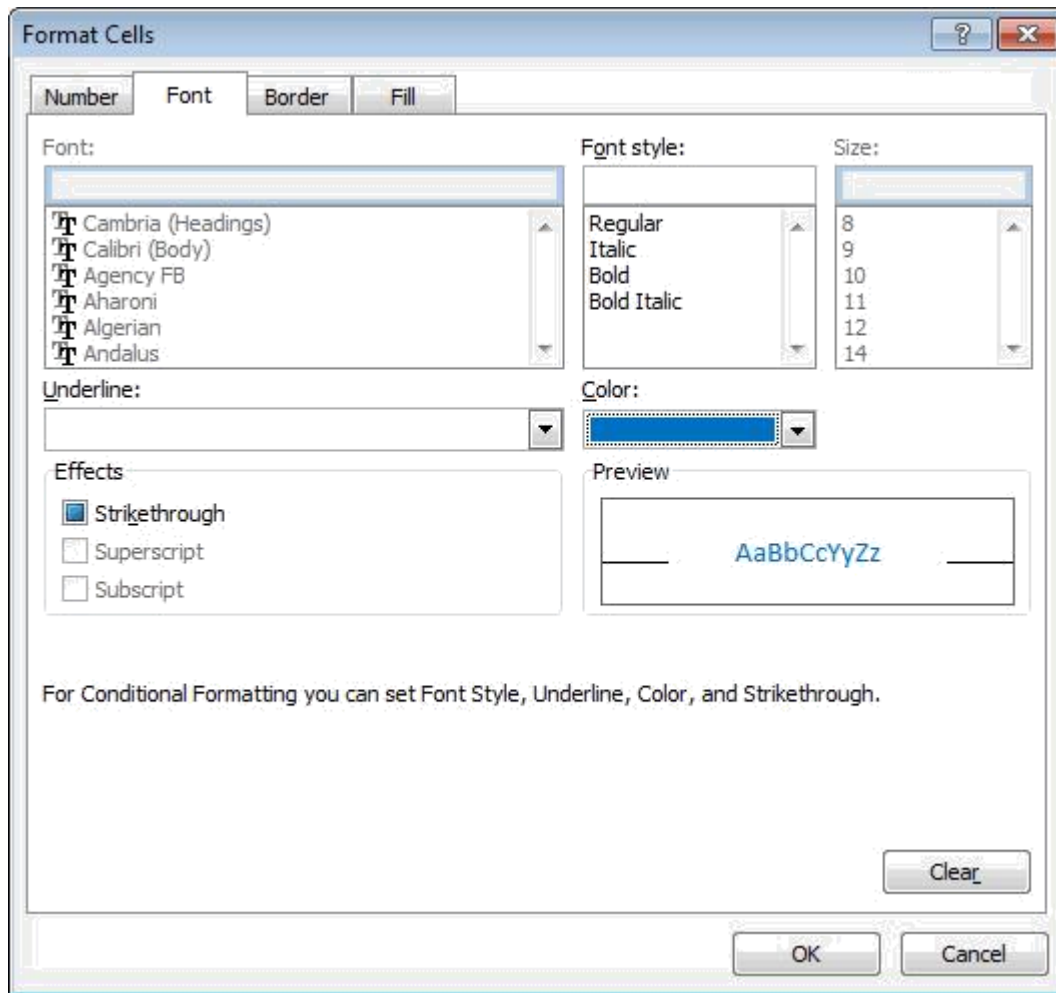 Format Cells
Number Font Border Fill
Font: Font style: Size:
Cambria (Headings) Regular 8
Calibri (Body) Italic 9
Agency FB Bold 10
Aharoni Bold Italic 11
Algerian 12
Andalus 14
Underline: Color:
Effects Preview
Strikethrough
Superscript AaBbCcYyZz
Subscript
For Conditional Formatting you can set Font Style, Underline, Color, and Strikethrough.
Clear
OK Cancel